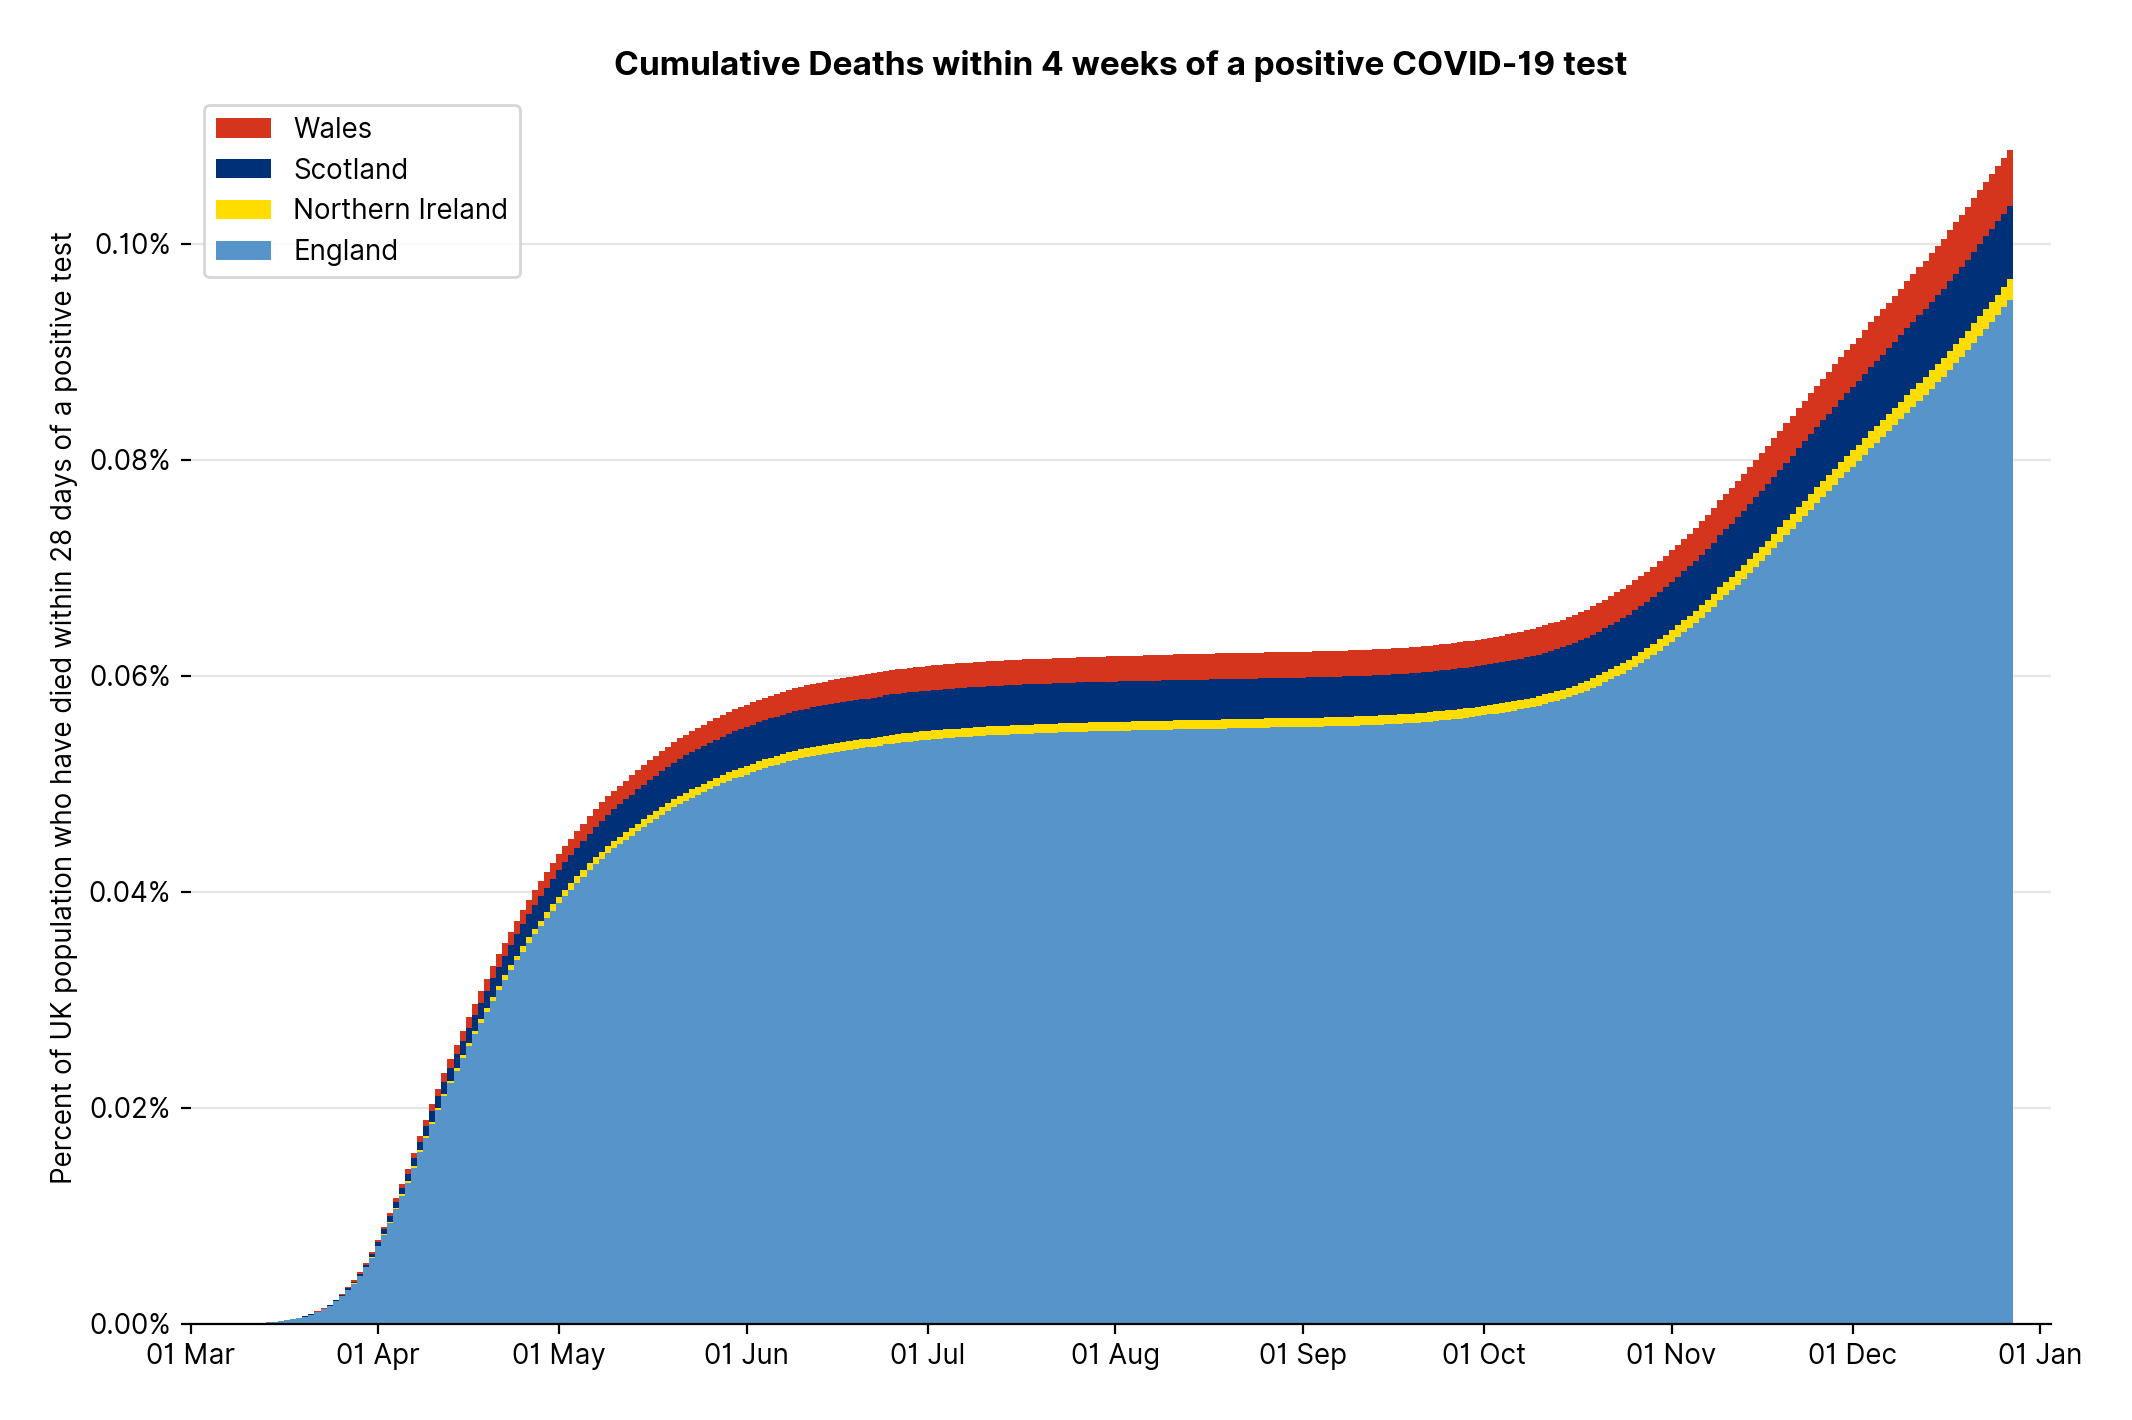 Cumulative Deaths within 4 weeks of a positive COVID-19 test
Wales
Scotland
Northern Ireland
England
Percent of UK population who have died within 28 days of a positive test
0.10%
0.08%
0.06%
0.04%
0.02%
0.00%
01 Mar 01 Apr 01 May 01 Jun 01 Jul 01 Aug 01 Sep 01 Oct 01 Nov 01 Dec 01 Jan